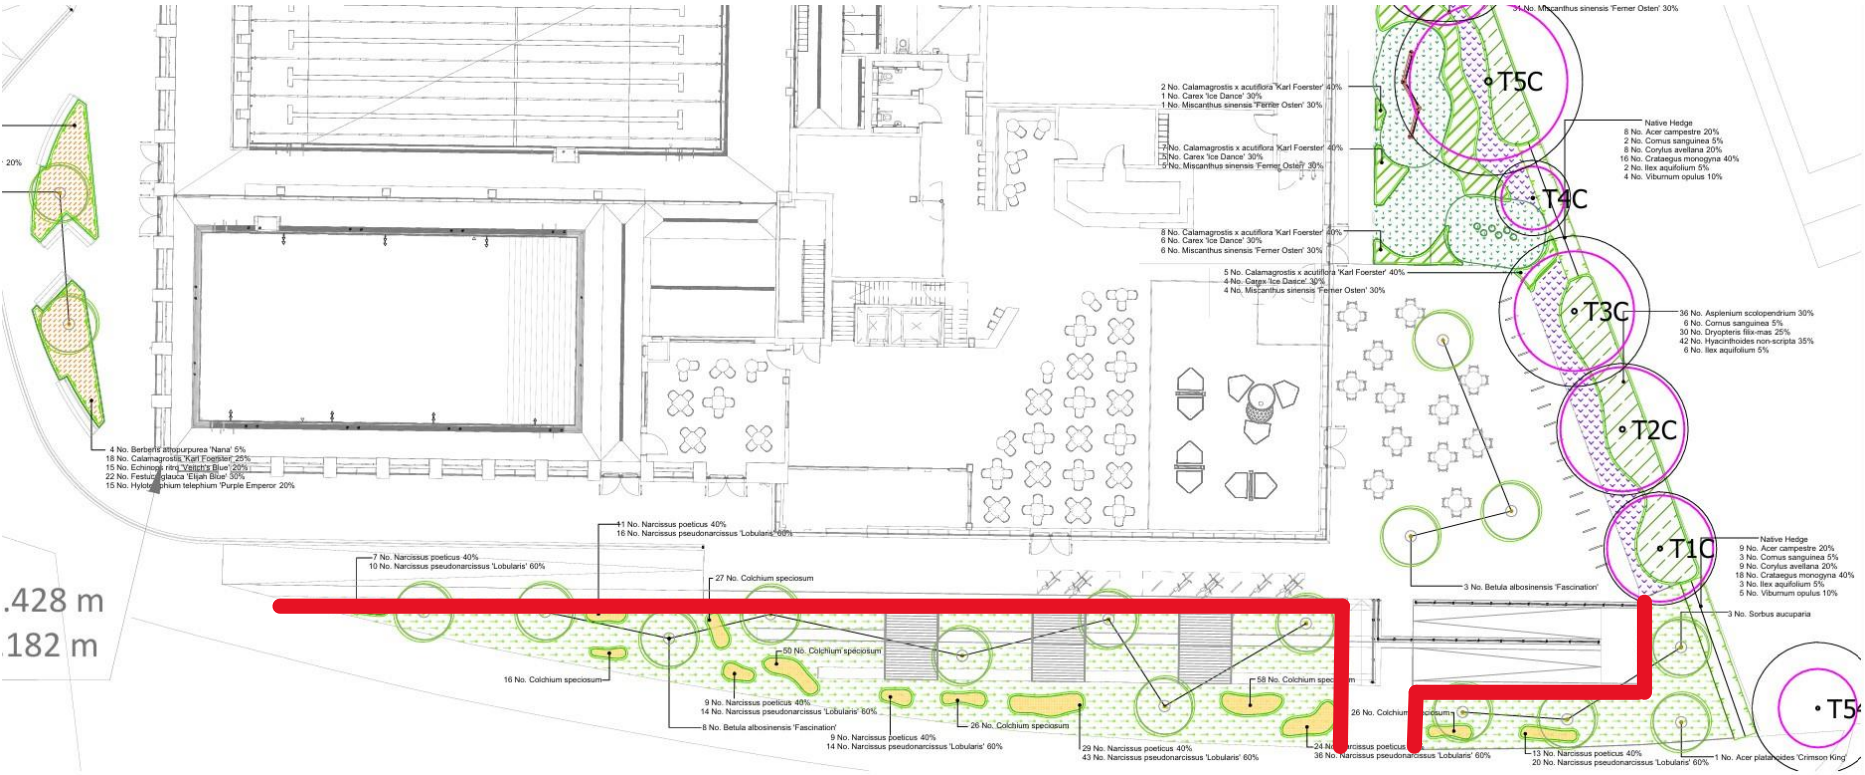 31 No. Miscanthus sinensis 'Ferner Osten' 30%
T5C
2 No. Calamagrostis x acutiflora 'Karl Foerster' 40%
1 No. Carex 'Ice Dance' 30%
1 No. Miscanthus sinensis 'Ferner Osten' 30%
Native Hedge
8 No. Acer campestre 20%
2 No. Cornus sanguinea 5%
8 No. Corylus avellana 20%
16 No. Crataegus monogyna 40%
2 No. Ilex aquifolium 5%
4 No. Viburnum opulus 10%
7 No. Calamagrostis x acutiflora 'Karl Foerster' 40%
5 No. Carex 'Ice Dance' 30%
5 No. Miscanthus sinensis 'Ferner Osten' 30%
20%
T4C
8 No. Calamagrostis x acutiflora 'Karl Foerster' 40%
6 No. Carex 'Ice Dance' 30%
6 No. Miscanthus sinensis 'Ferner Osten' 30%
5 No. Calamagrostis x acutiflora 'Karl Foerster' 40%
4 No. Carex 'Ice Dance' 30%
4 No. Miscanthus sinensis 'Ferner Osten' 30%
T3C
36 No. Asplenium scolopendrium 30%
6 No. Cornus sanguinea 5%
30 No. Dryopteris filix-mas 25%
42 No. Hyacinthoides non-scripta 35%
6 No. Ilex aquifolium 5%
T2C
4 No. Berberis atropurpurea 'Nana' 5%
18 No. Calamagrostis 'Karl Foerster' 25%
15 No. Echinops ritro 'Veitch's Blue' 20%
22 No. Festuca glauca 'Elijah Blue' 30%
15 No. Hylotelephium telephium 'Purple Emperor 20%
11 No. Narcissus poeticus 40%
16 No. Narcissus pseudonarcissus 'Lobularis' 60%
T1C
Native Hedge
9 No. Acer campestre 20%
3 No. Cornus sanguinea 5%
9 No. Corylus avellana 20%
18 No. Crataegus monogyna 40%
3 No. Ilex aquifolium 5%
5 No. Viburnum opulus 10%
7 No. Narcissus poeticus 40%
10 No. Narcissus pseudonarcissus 'Lobularis' 60%
27 No. Colchium speciosum
3 No. Betula albosinensis 'Fascination'
.428 m
.182 m
3 No. Sorbus aucuparia
50 No. Colchium speciosum
16 No. Colchium speciosum
58 No. Colchium speciosum
9 No. Narcissus poeticus 40%
14 No. Narcissus pseudonarcissus 'Lobularis' 60%
26 No. Colchium speciosum
T54
8 No. Betula albosinensis 'Fascination'
26 No. Colchium speciosum
9 No. Narcissus poeticus 40%
14 No. Narcissus pseudonarcissus 'Lobularis' 60%
29 No. Narcissus poeticus 40%
43 No. Narcissus pseudonarcissus 'Lobularis' 60%
24 No. Narcissus poeticus 40%
36 No. Narcissus pseudonarcissus 'Lobularis' 60%
13 No. Narcissus poeticus 40%
20 No. Narcissus pseudonarcissus 'Lobularis' 60%
1 No. Acer platanoides 'Crimson King'